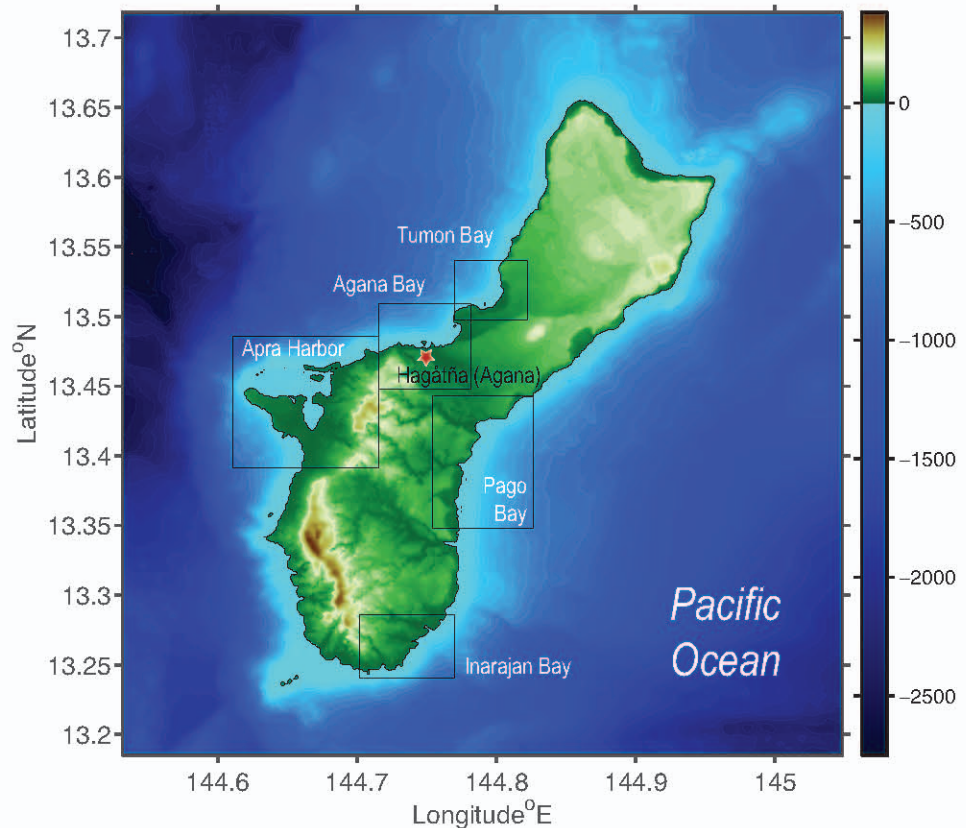 13.7
13.65
13.6
13.55
13.5
13.45
13.4
13.35
13.3
13.25
13.2
Latitude°N
144.6
144.7
144.8
144.9
145
Longitude°E
Tumon Bay
Agana Bay
Apra Harbor
Hagåtña (Agana)
Pago
Bay
Inarajan Bay
Pacific
Ocean
0
−500
−1000
−1500
−2000
−2500